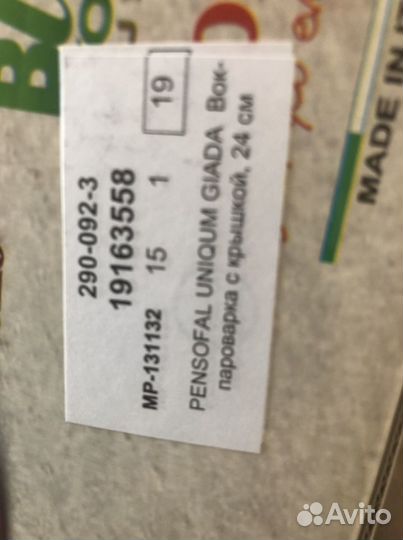 290-092-3
19163558
MP-131132 15 1 19
PENSOFAL UNIQUM GIADA Вок-
пароварка с крышкой, 24 см
MADE IN IT
Avito